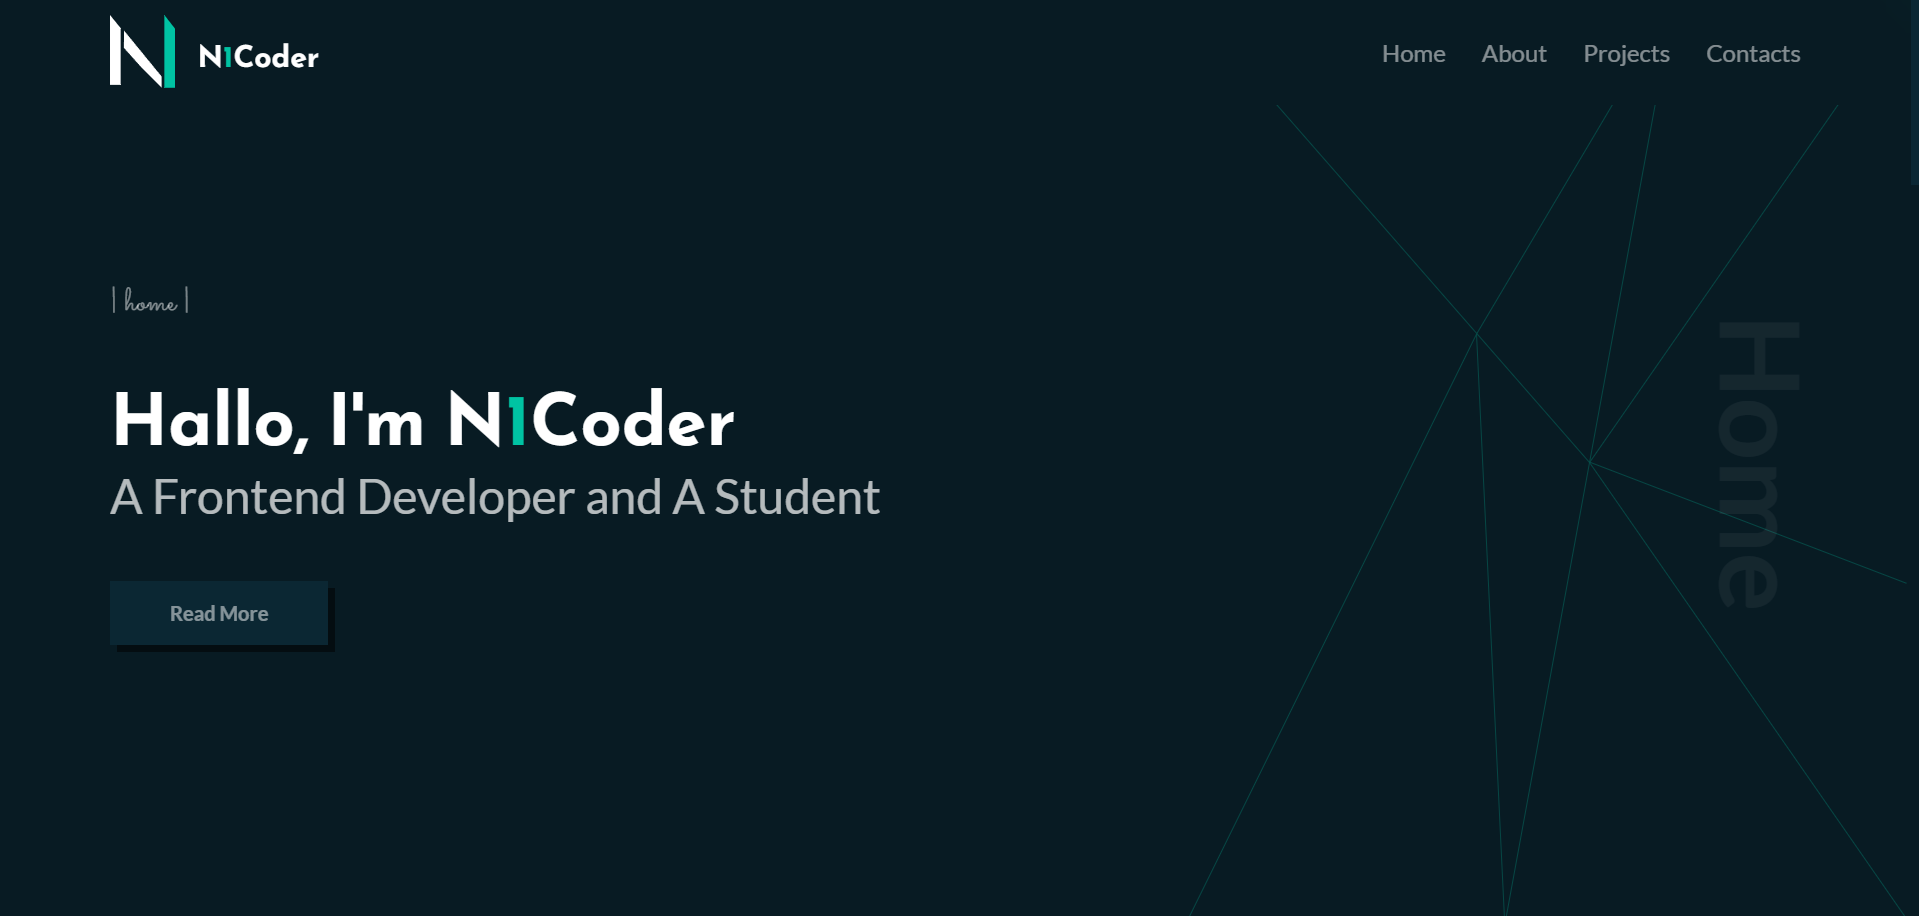 N1Coder
Home About Projects Contacts
| home |
Hallo, I'm N1Coder
A Frontend Developer and A Student
Read More
Home